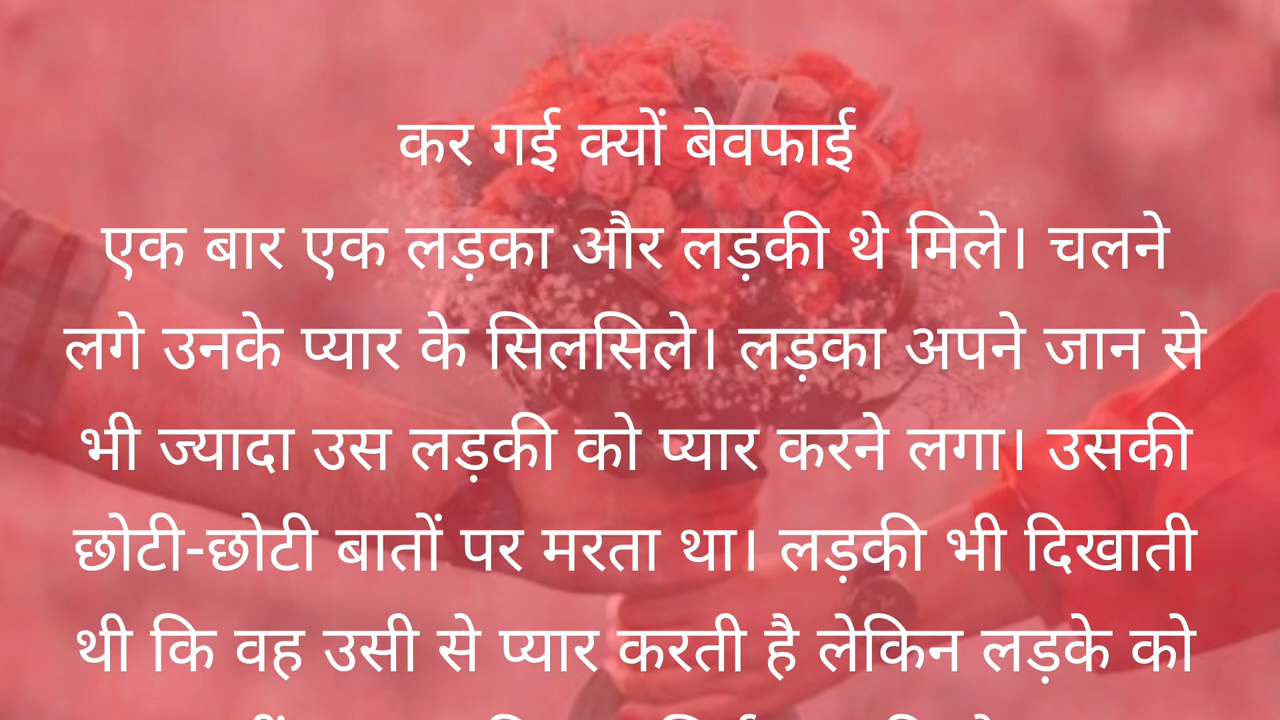 कर गई क्यों बेवफाई
एक बार एक लड़का और लड़की थे मिले। चलने
लगे उनके प्यार के सिलसिले। लड़का अपने जान से
भी ज्यादा उस लड़की को प्यार करने लगा। उसकी
छोटी-छोटी बातों पर मरता था। लड़की भी दिखाती
थी कि वह उसी से प्यार करती है लेकिन लड़के को